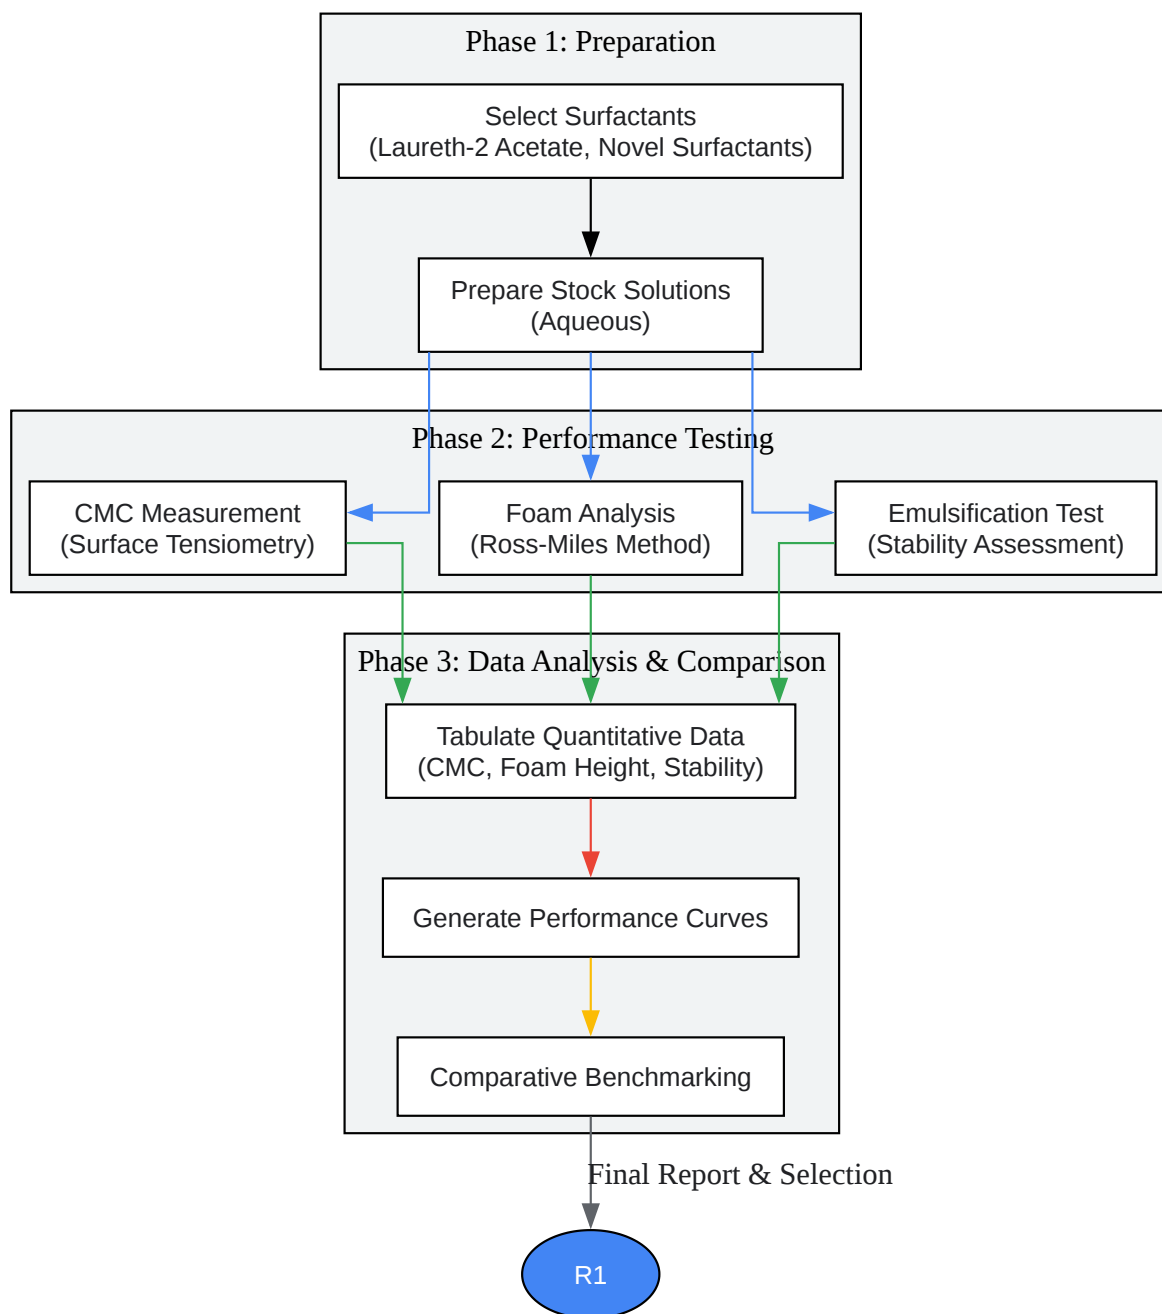 Phase 1: Preparation
Select Surfactants
(Laureth-2 Acetate, Novel Surfactants)
Prepare Stock Solutions
(Aqueous)
Phase 2: Performance Testing
CMC Measurement
(Surface Tensiometry)
Foam Analysis
(Ross-Miles Method)
Emulsification Test
(Stability Assessment)
Phase 3: Data Analysis & Comparison
Tabulate Quantitative Data
(CMC, Foam Height, Stability)
Generate Performance Curves
Comparative Benchmarking
Final Report & Selection
R1